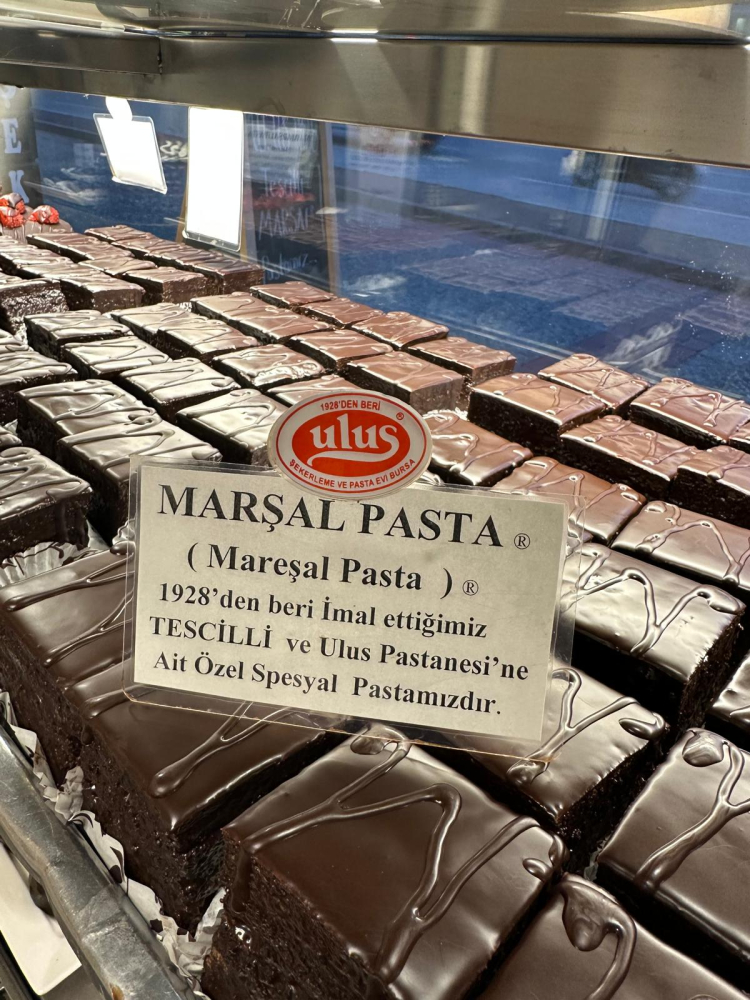 1928'DEN BERİ
ulus ®
ŞEKERLEME VE PASTA EVİ BURSA
MARŞAL PASTA ®
( Mareşal Pasta ) ®
1928'den beri İmal ettiğimiz
TESCİLLİ ve Ulus Pastanesi'ne
Ait Özel Spesyal Pastamızdır.